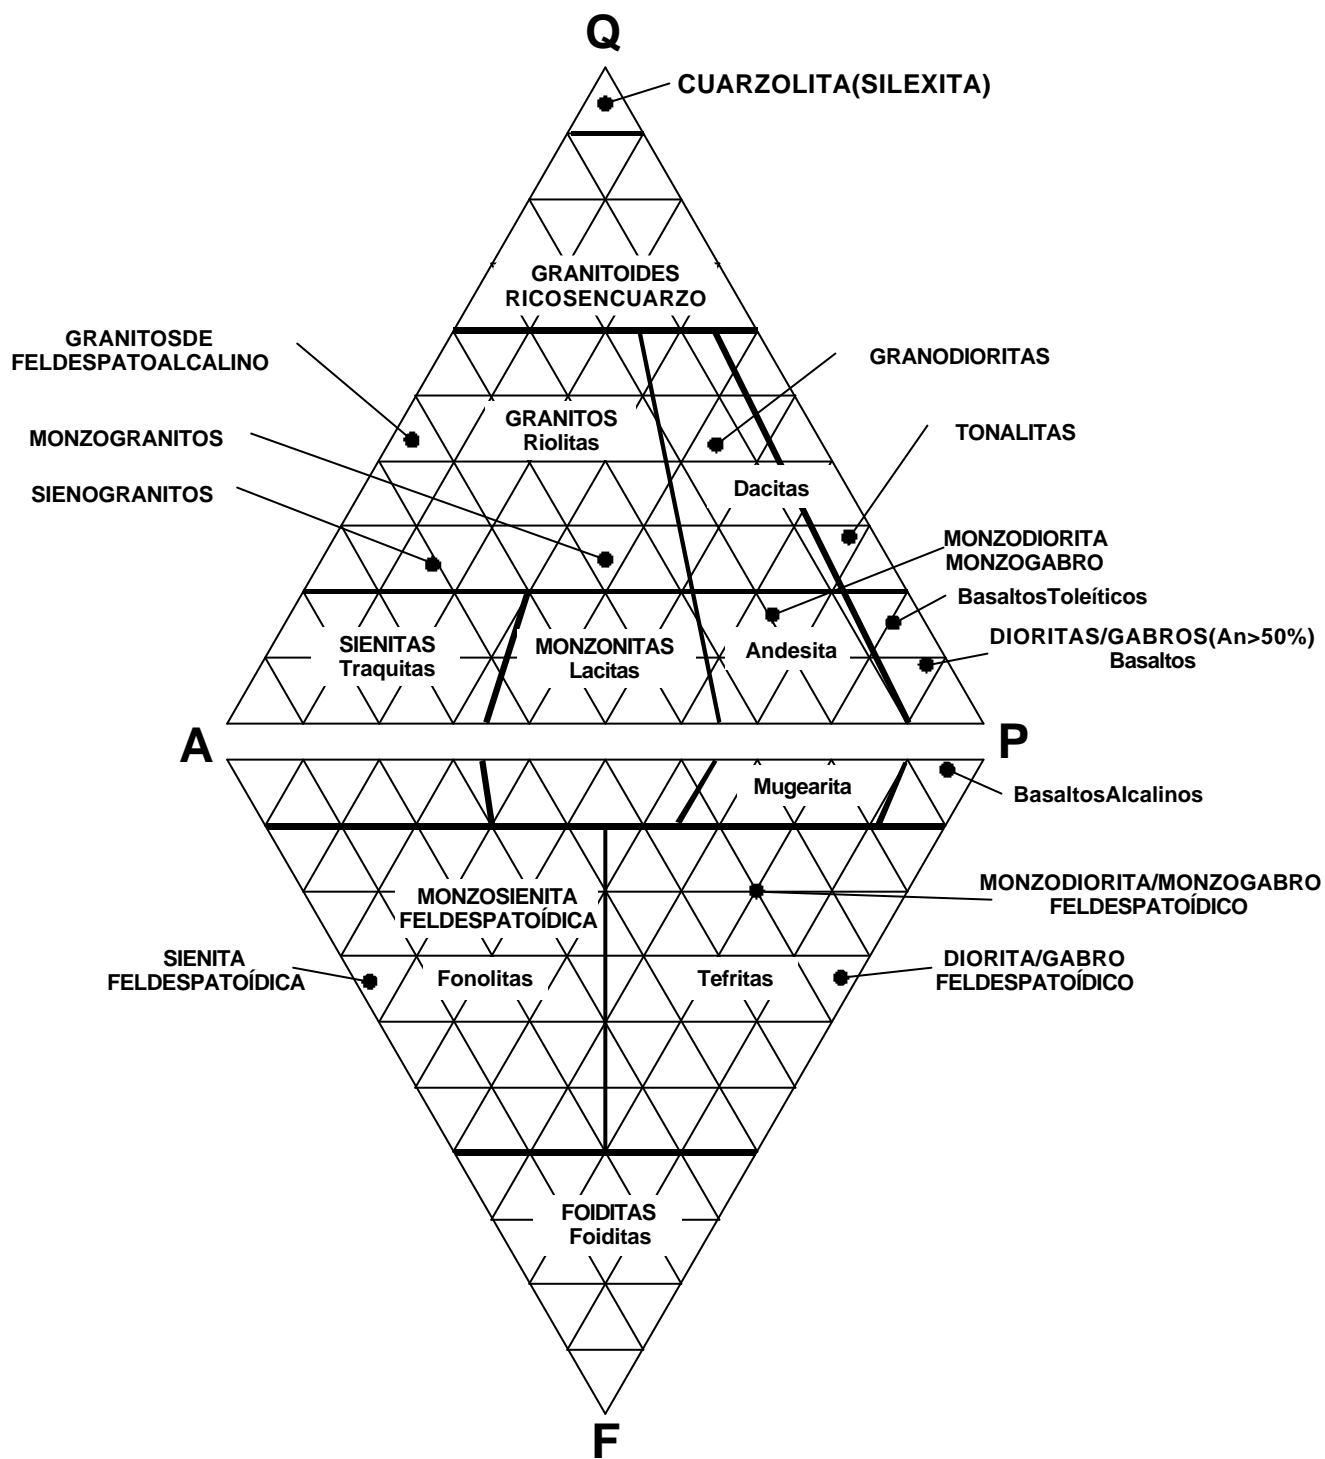 Q
CUARZOLITA(SILEXITA)
GRANITOIDES
RICOSENCUARZO
GRANITOSDE
FELDESPATOALCALINO
GRANODIORITAS
GRANITOS
Riolitas
MONZOGRANITOS
TONALITAS
SIENOGRANITOS
Dacitas
MONZODIORITA
MONZOGABRO
BasaltosToleíticos
SIENITAS
Traquitas
MONZONITAS
Lacitas
Andesita
DIORITAS/GABROS(An>50%)
Basaltos
A
P
Mugearita
BasaltosAlcalinos
MONZOSIENITA
FELDESPATOÍDICA
MONZODIORITA/MONZOGABRO
FELDESPATOÍDICO
SIENITA
FELDESPATOÍDICA
Fonolitas
Tefritas
DIORITA/GABRO
FELDESPATOÍDICO
FOIDITAS
Foiditas
F